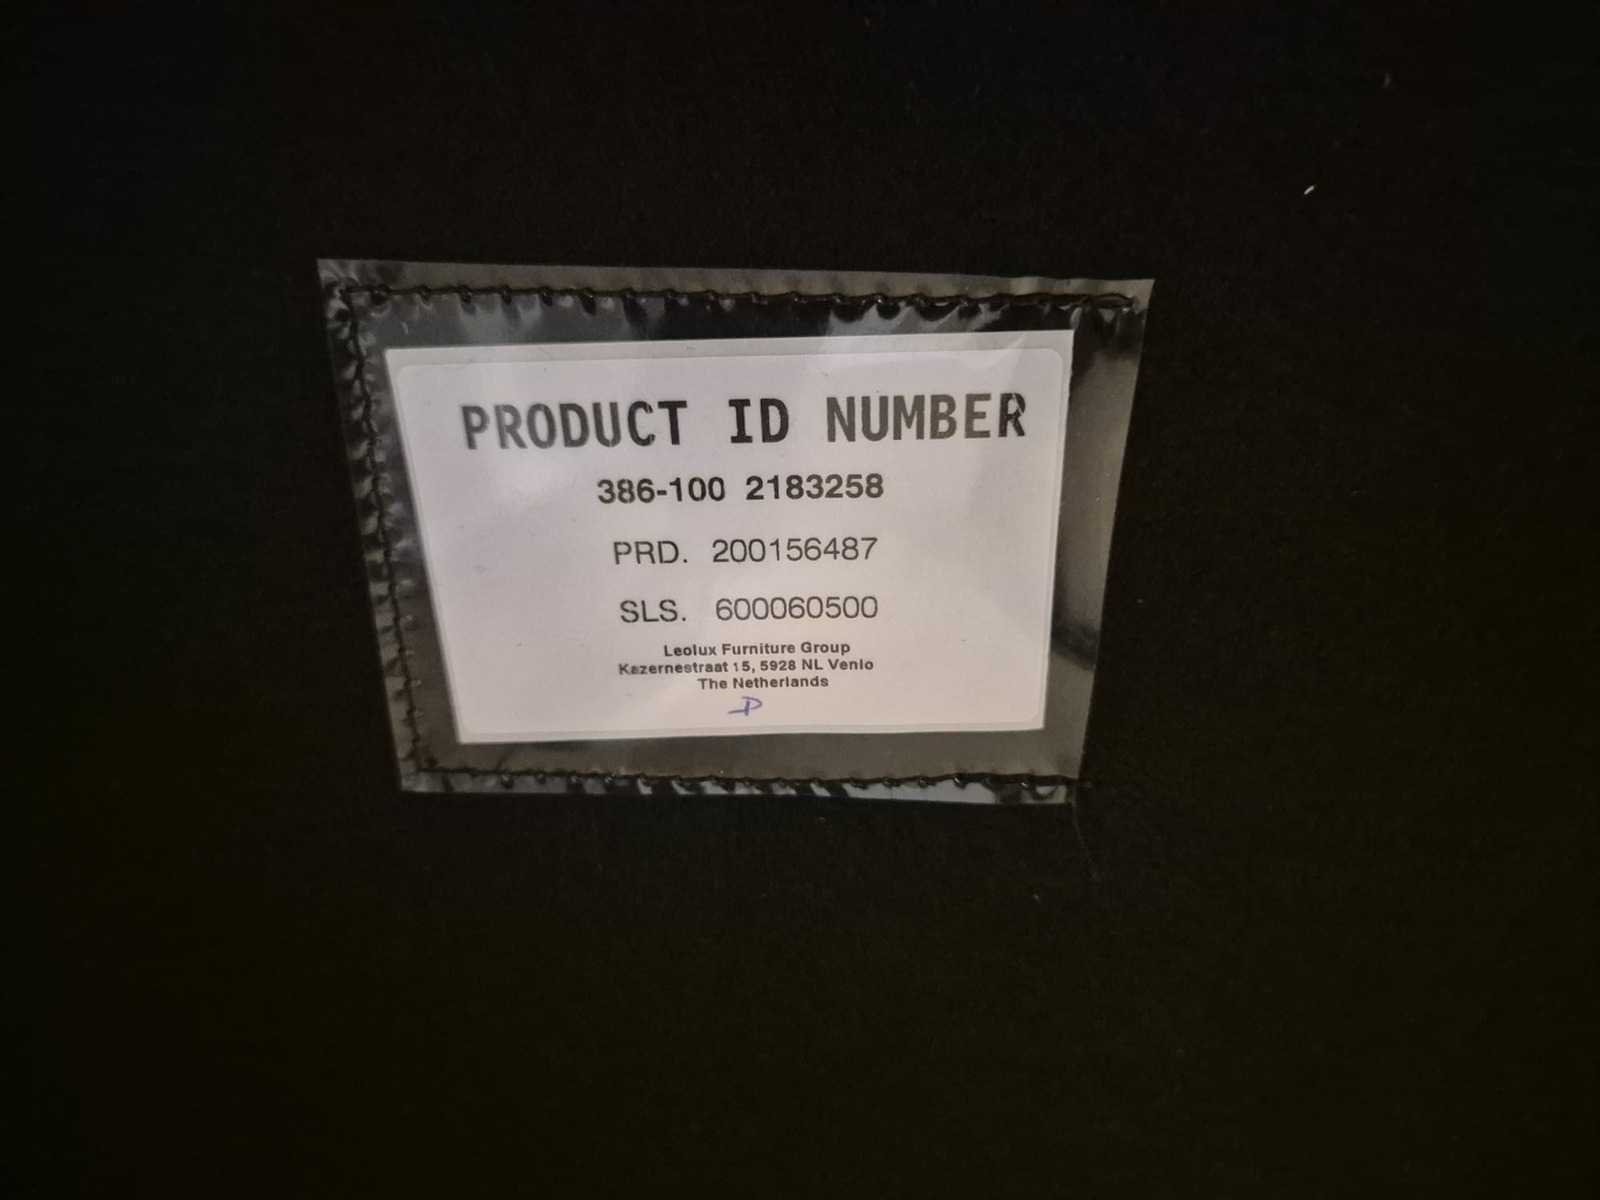 PRODUCT ID NUMBER
386-100 2183258
PRD. 200156487
SLS. 600060500
Leolux Furniture Group
Kazernestraat 15, 5928 NL Venlo
The Netherlands